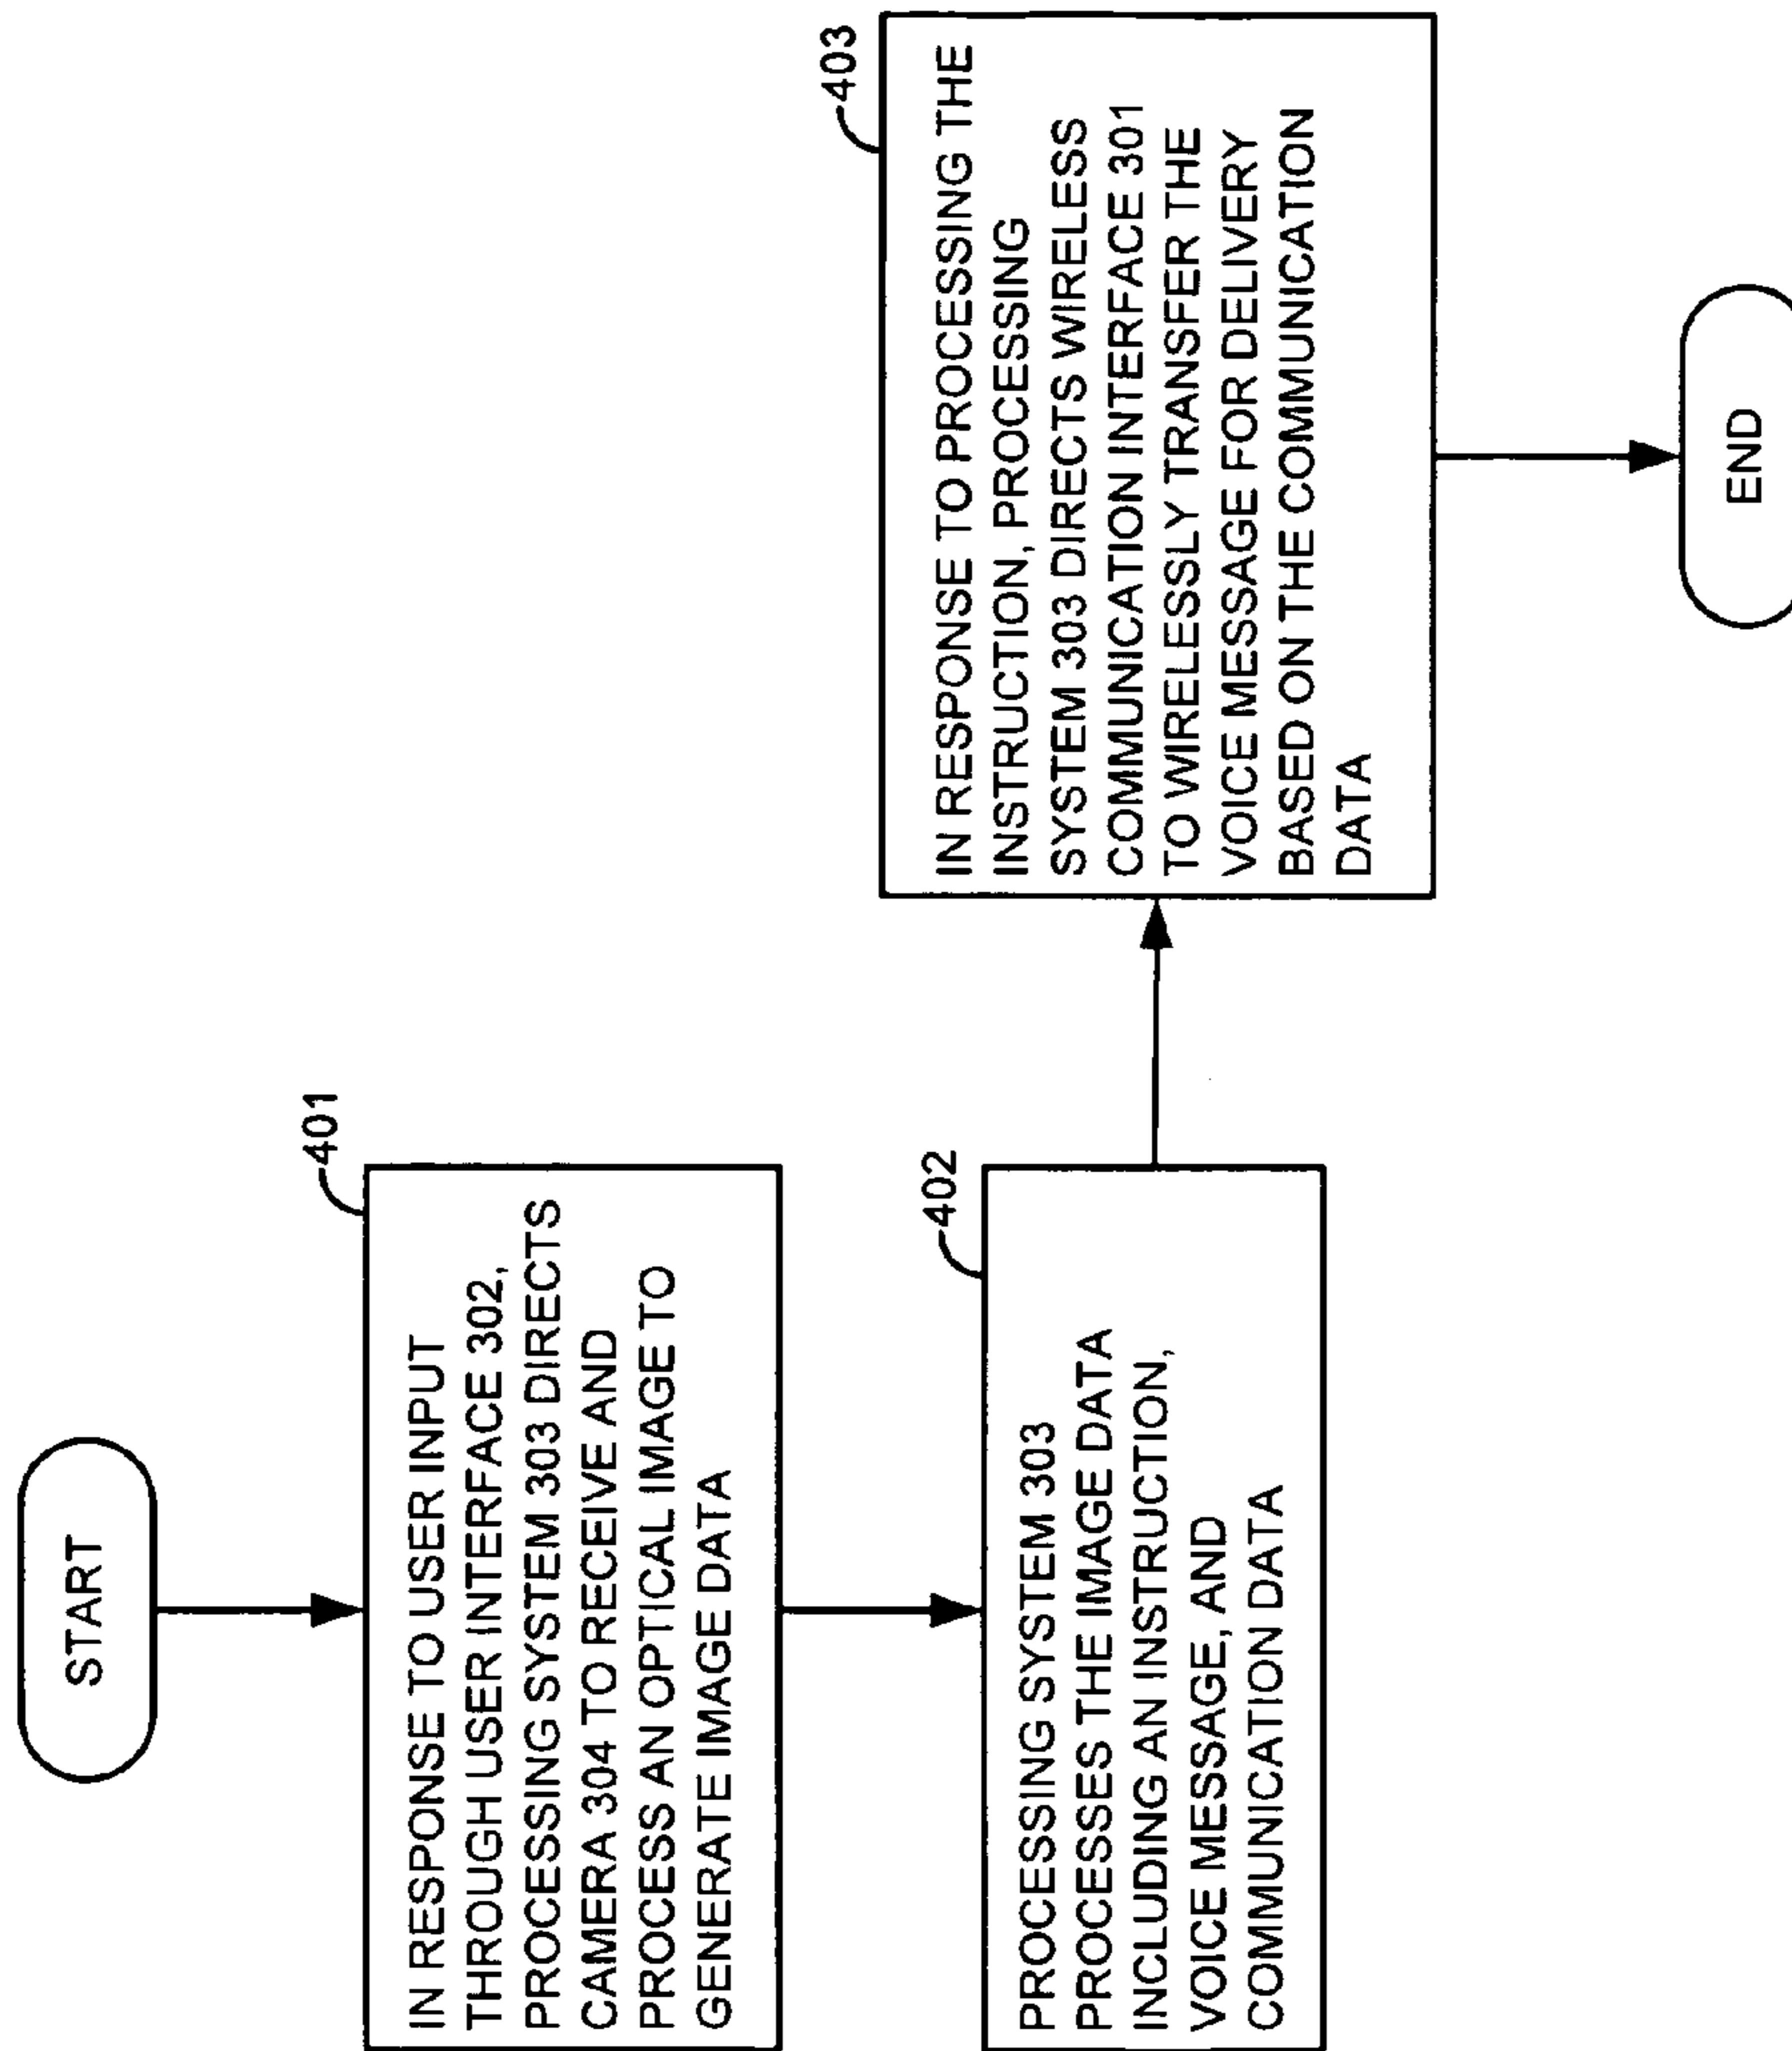 START
401
IN RESPONSE TO USER INPUT
THROUGH USER INTERFACE 302,
PROCESSING SYSTEM 303 DIRECTS
CAMERA 304 TO RECEIVE AND
PROCESS AN OPTICAL IMAGE TO
GENERATE IMAGE DATA
402
PROCESSING SYSTEM 303
PROCESSES THE IMAGE DATA
INCLUDING AN INSTRUCTION,
VOICE MESSAGE, AND
COMMUNICATION DATA
403
IN RESPONSE TO PROCESSING THE
INSTRUCTION, PROCESSING
SYSTEM 303 DIRECTS WIRELESS
COMMUNICATION INTERFACE 301
TO WIRELESSLY TRANSFER THE
VOICE MESSAGE FOR DELIVERY
BASED ON THE COMMUNICATION
DATA
END